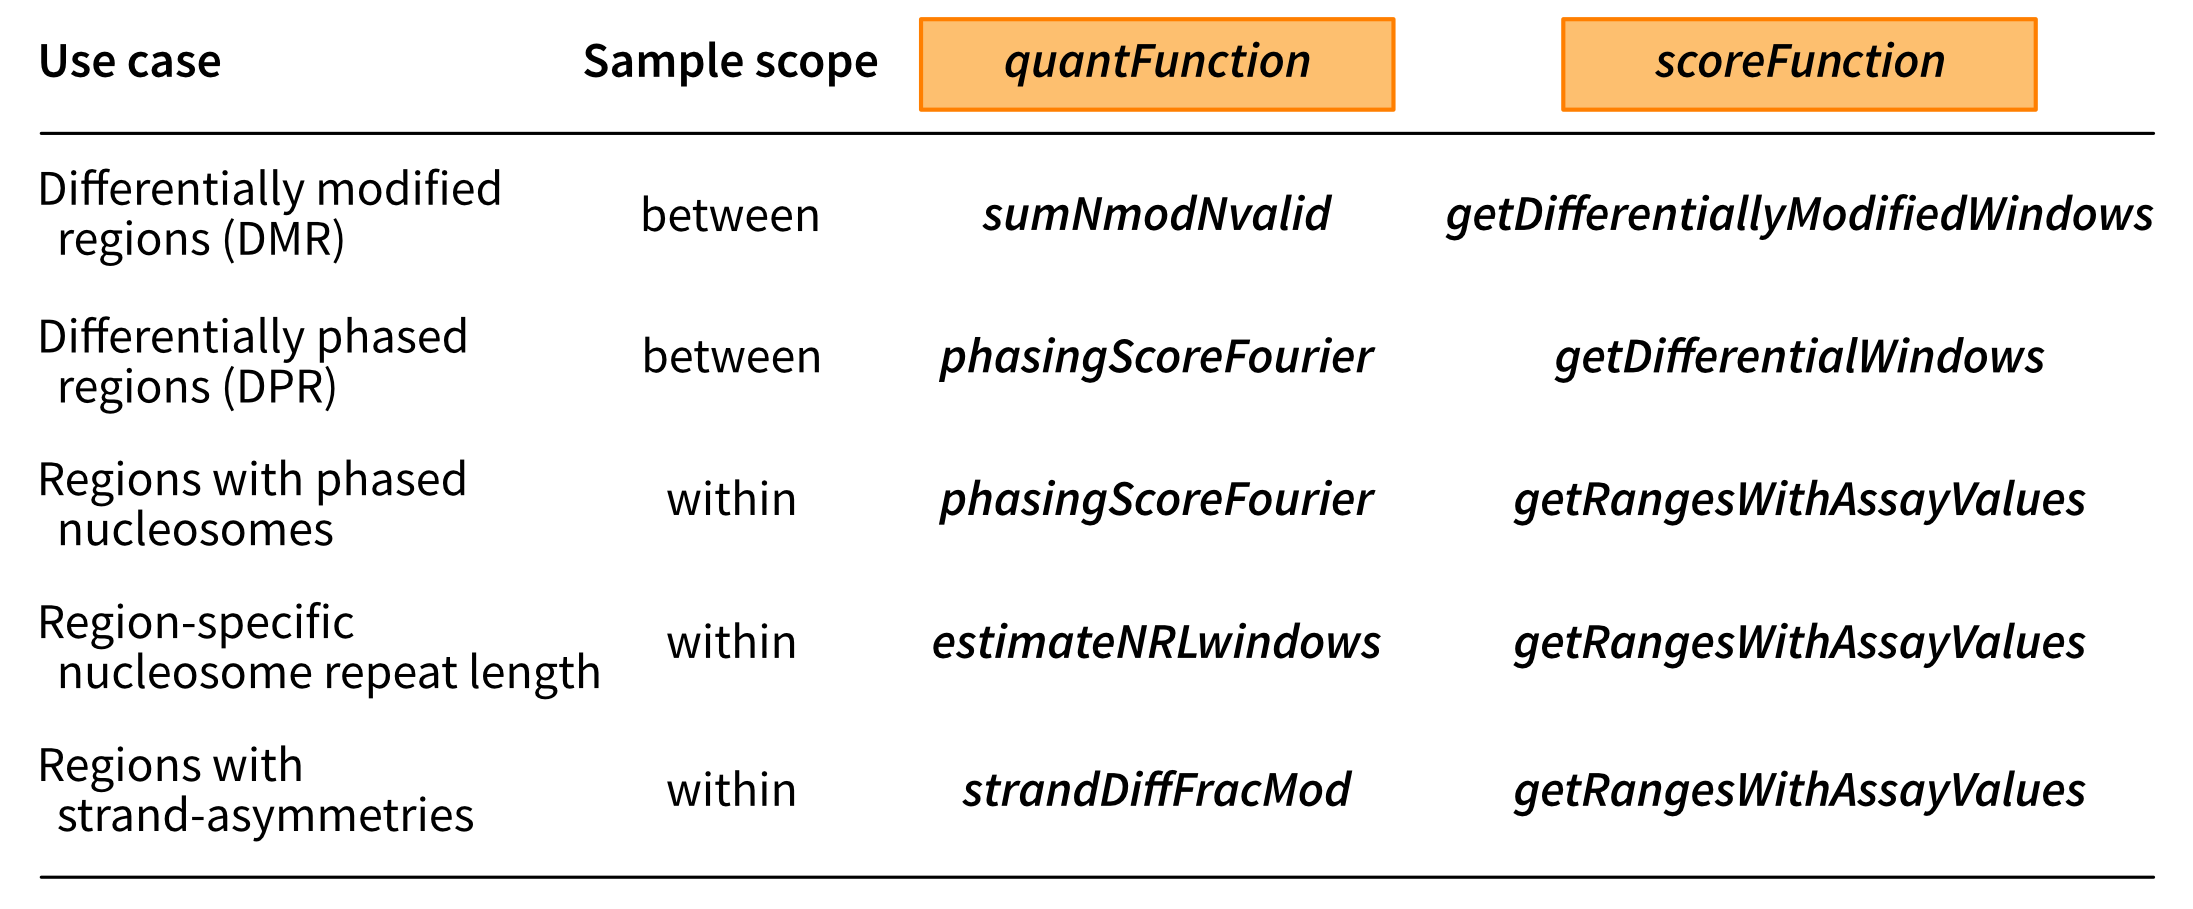 Use case Sample scope quantFunction scoreFunction
Differentially modified
regions (DMR)
between sumNmodNvalid getDifferentiallyModifiedWindows
Differentially phased
regions (DPR)
between phasingScoreFourier getDifferentialWindows
Regions with phased
nucleosomes
within phasingScoreFourier getRangesWithAssayValues
Region-specific
nucleosome repeat length
within estimateNRLwindows getRangesWithAssayValues
Regions with
strand-asymmetries
within strandDiffFracMod getRangesWithAssayValues